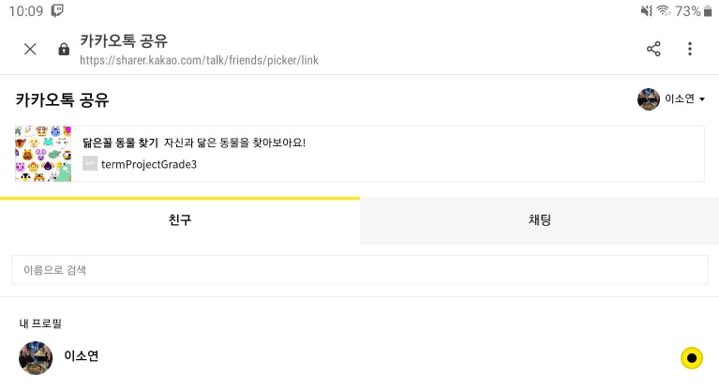 10:09
73%
카카오톡 공유
https://sharer.kakao.com/talk/friends/picker/link
카카오톡 공유
이소연
닮은꼴 동물 찾기 자신과 닮은 동물을 찾아보아요!
termProjectGrade3
친구
채팅
이름으로 검색
내 프로필
이소연